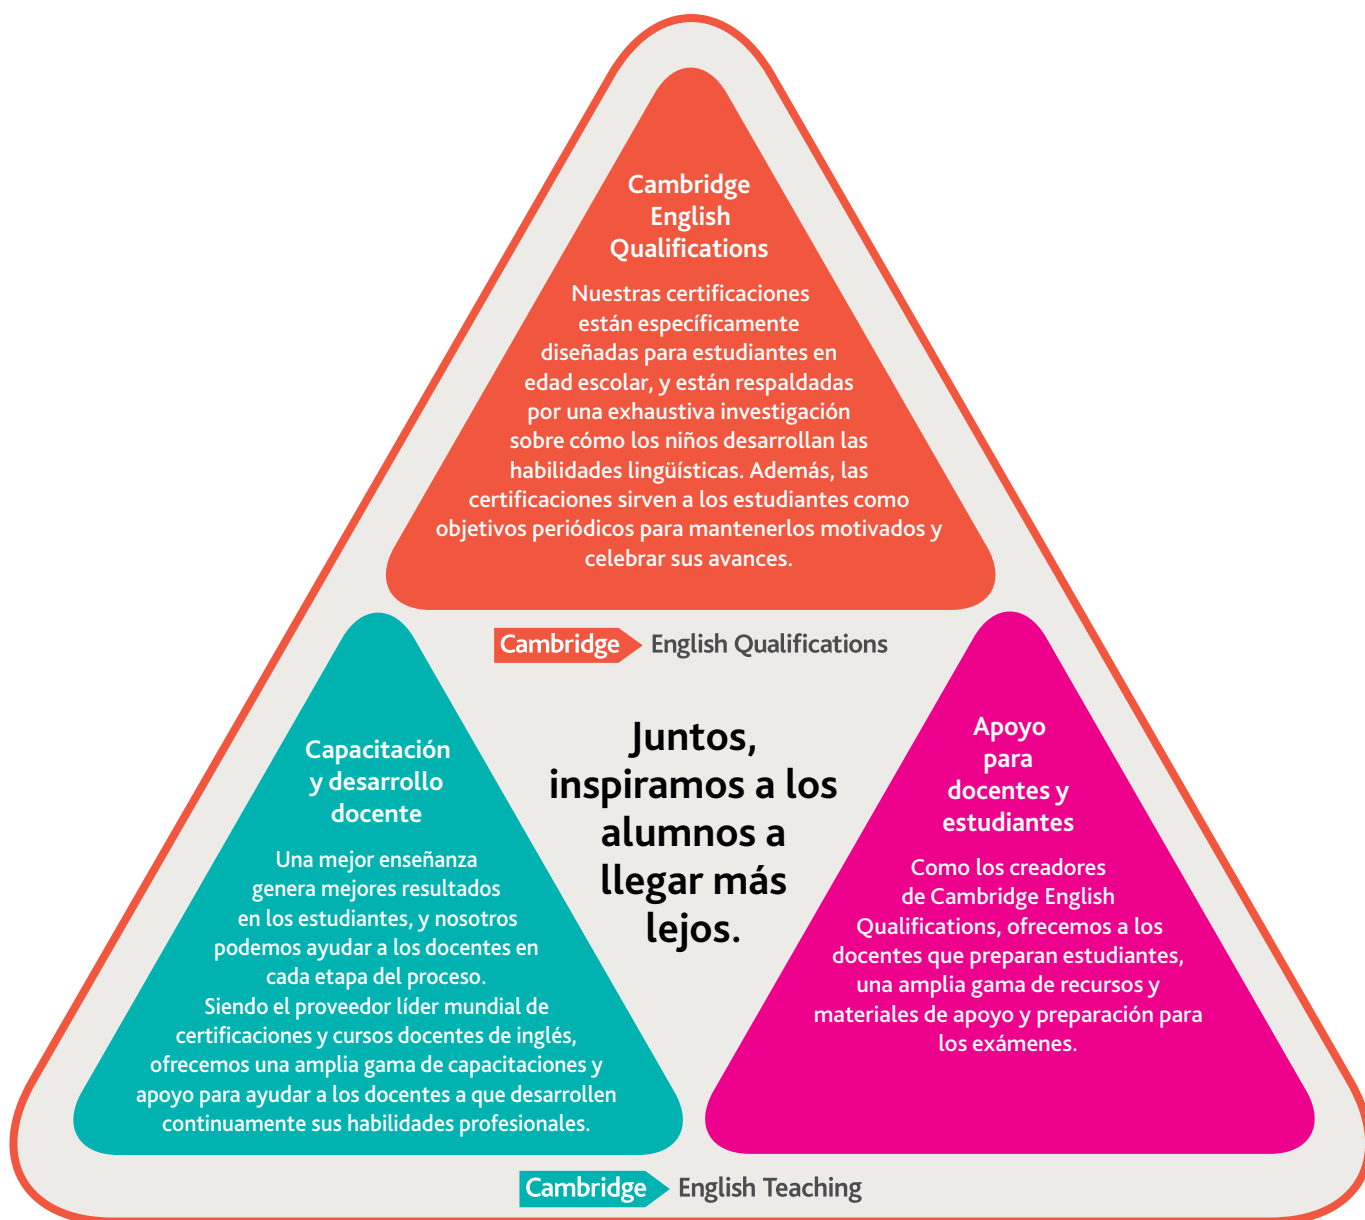 Cambridge
English
Qualifications
Nuestras certificaciones
están específicamente
diseñadas para estudiantes en
edad escolar, y están respaldadas
por una exhaustiva investigación
sobre cómo los niños desarrollan las
habilidades lingüísticas. Además, las
certificaciones sirven a los estudiantes como
objetivos periódicos para mantenerlos motivados y
celebrar sus avances.
Cambridge English Qualifications
Capacitación
y desarrollo
docente
Una mejor enseñanza
genera mejores resultados
en los estudiantes, y nosotros
podemos ayudar a los docentes en
cada etapa del proceso.
Siendo el proveedor líder mundial de
certificaciones y cursos docentes de inglés,
ofrecemos una amplia gama de capacitaciones y
apoyo para ayudar a los docentes a que desarrollen
continuamente sus habilidades profesionales.
Juntos,
inspiramos a los
alumnos a
llegar más
lejos.
Apoyo
para
docentes y
estudiantes
Como los creadores
de Cambridge English
Qualifications, ofrecemos a los
docentes que preparan estudiantes,
una amplia gama de recursos y
materiales de apoyo y preparación para
los exámenes.
Cambridge English Teaching